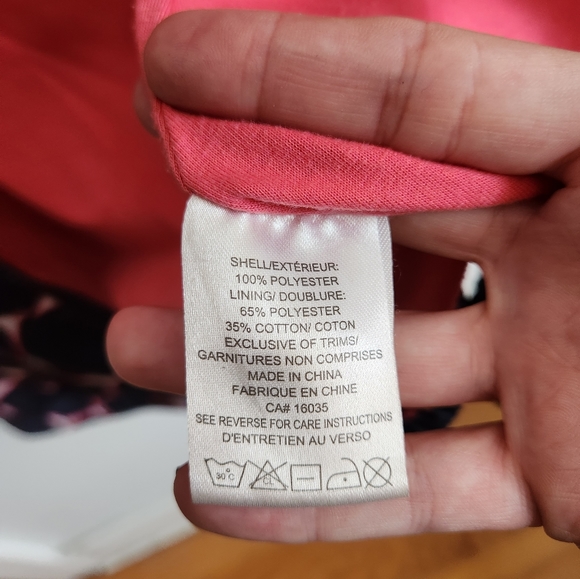 SHELL/EXTÉRIEUR:
100% POLYESTER
LINING/ DOUBLURE:
65% POLYESTER
35% COTTON/ COTON
EXCLUSIVE OF TRIMS/
GARNITURES NON COMPRISES
MADE IN CHINA
FABRIQUE EN CHINE
CA# 16035
SEE REVERSE FOR CARE INSTRUCTIONS
D'ENTRETIEN AU VERSO
30°C CL